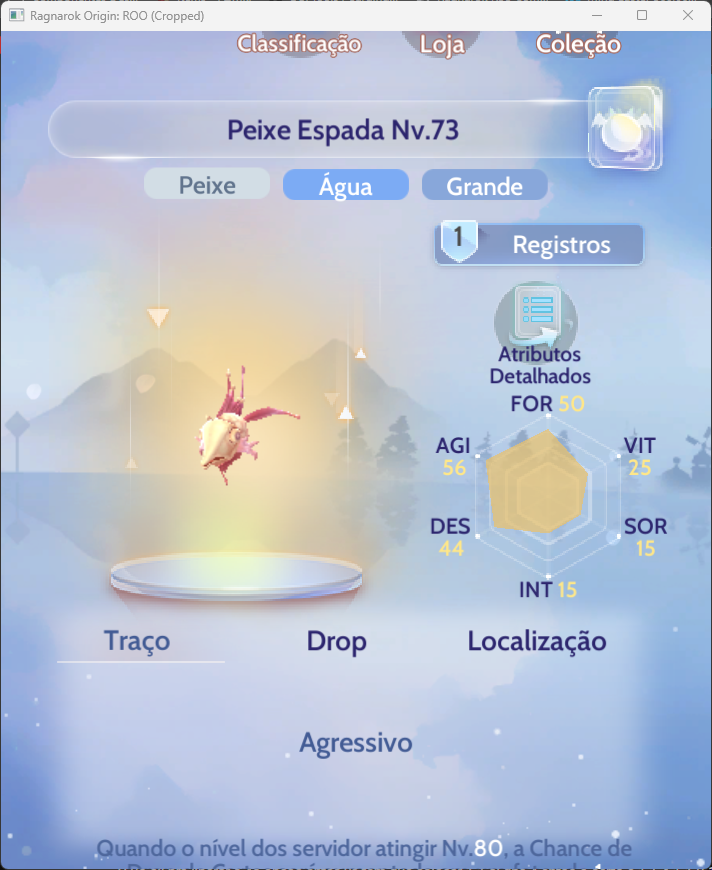 Ragnarok Origin: ROO (Cropped)
Classificação
Loja
Coleção
Peixe Espada Nv.73
Peixe
Água
Grande
1
Registros
Atributos
Detalhados
FOR 50
AGI
56
VIT
25
DES
44
SOR
15
INT 15
Traço
Drop
Localização
Agressivo
Quando o nível dos servidor atingir Nv.80, a Chance de